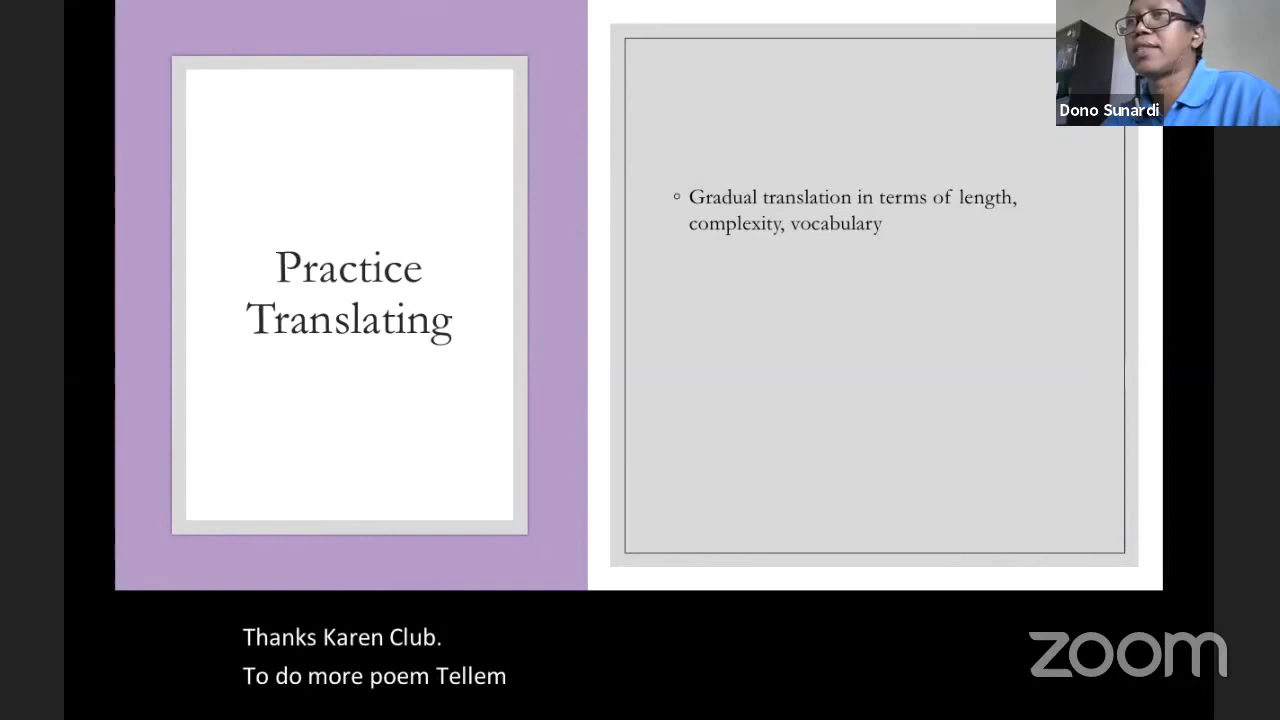 Practice
Translating
Dono Sunardi
◦ Gradual translation in terms of length,
complexity, vocabulary
Thanks Karen Club.
To do more poem Tellem
zoom